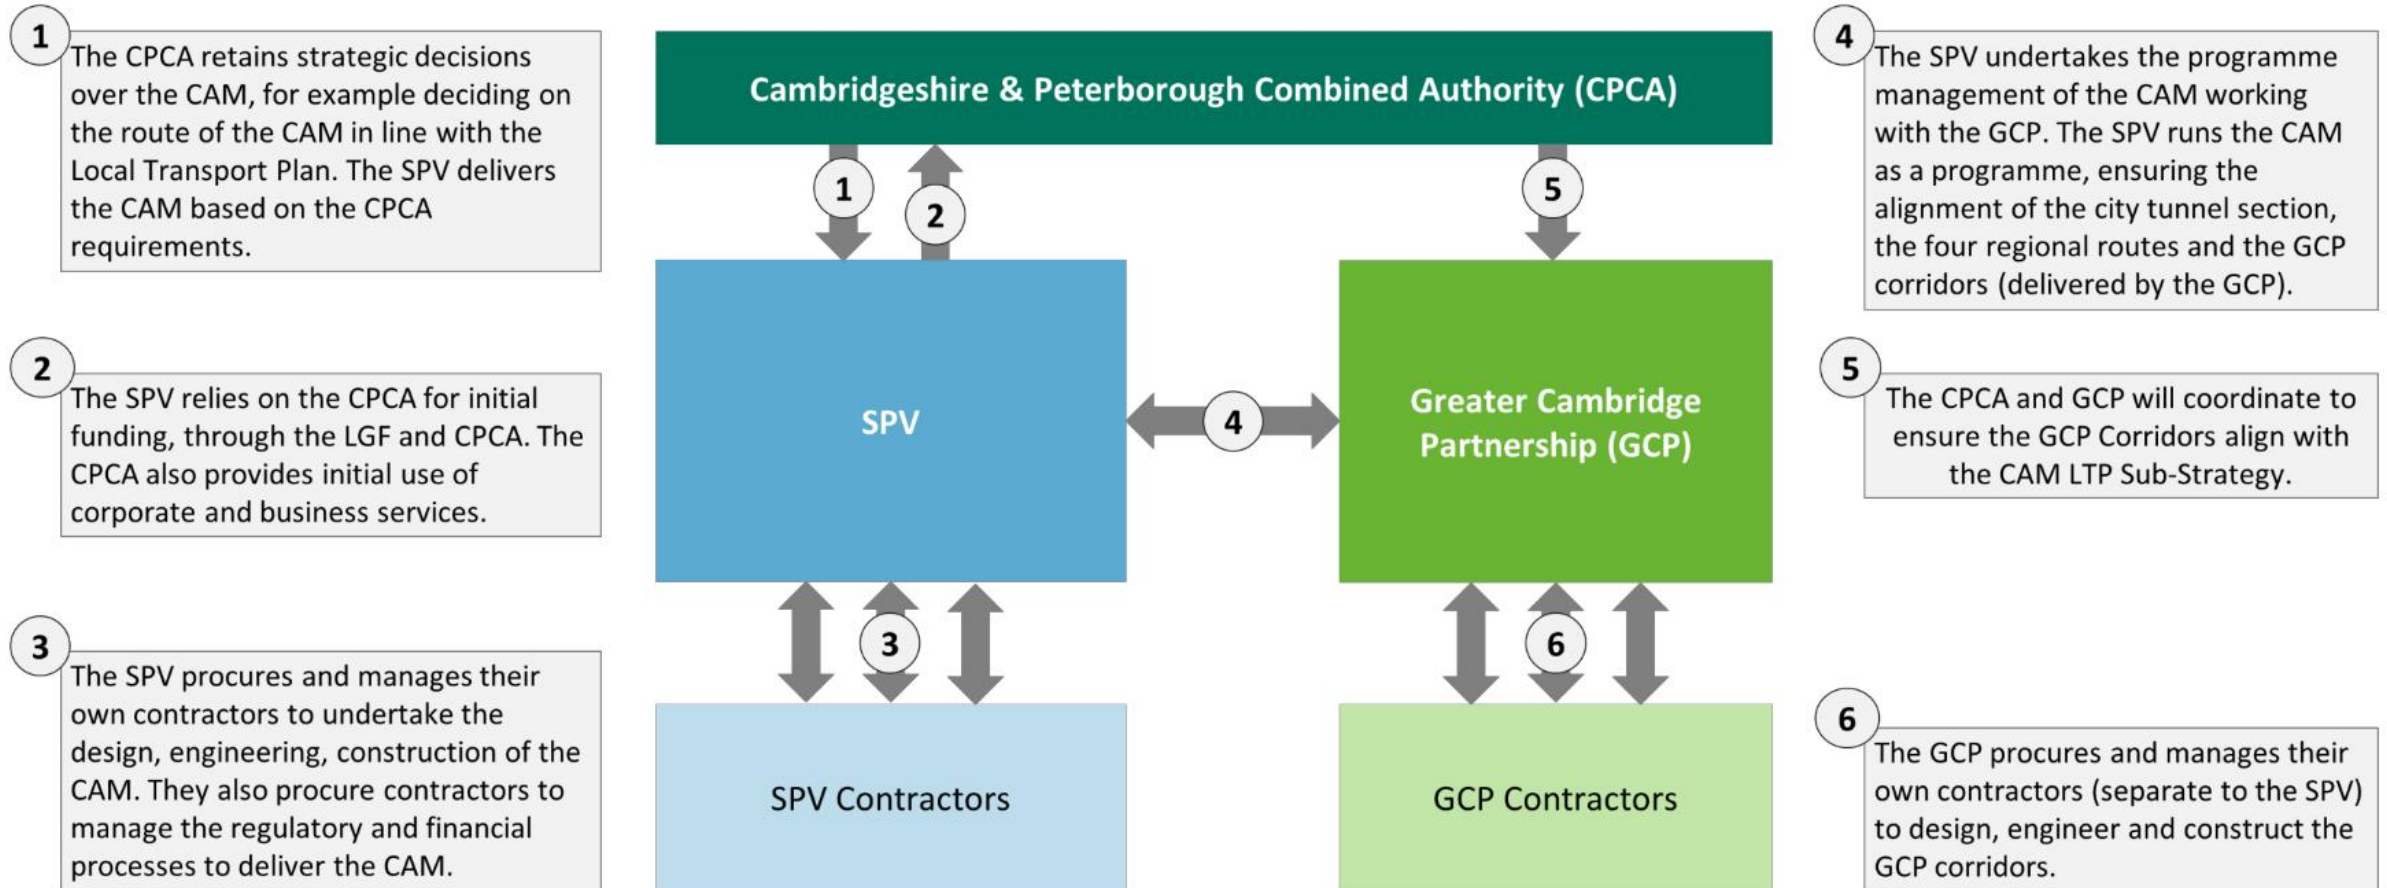 1
The CPCA retains strategic decisions
over the CAM, for example deciding on
the route of the CAM in line with the
Local Transport Plan. The SPV delivers
the CAM based on the CPCA
requirements.
2
The SPV relies on the CPCA for initial
funding, through the LGF and CPCA. The
CPCA also provides initial use of
corporate and business services.
3
The SPV procures and manages their
own contractors to undertake the
design, engineering, construction of the
CAM. They also procure contractors to
manage the regulatory and financial
processes to deliver the CAM.
Cambridgeshire & Peterborough Combined Authority (CPCA)
1
2
5
SPV
4
Greater Cambridge
Partnership (GCP)
3
6
SPV Contractors
GCP Contractors
4
The SPV undertakes the programme
management of the CAM working
with the GCP. The SPV runs the CAM
as a programme, ensuring the
alignment of the city tunnel section,
the four regional routes and the GCP
corridors (delivered by the GCP).
5
The CPCA and GCP will coordinate to
ensure the GCP Corridors align with
the CAM LTP Sub-Strategy.
6
The GCP procures and manages their
own contractors (separate to the SPV)
to design, engineer and construct the
GCP corridors.